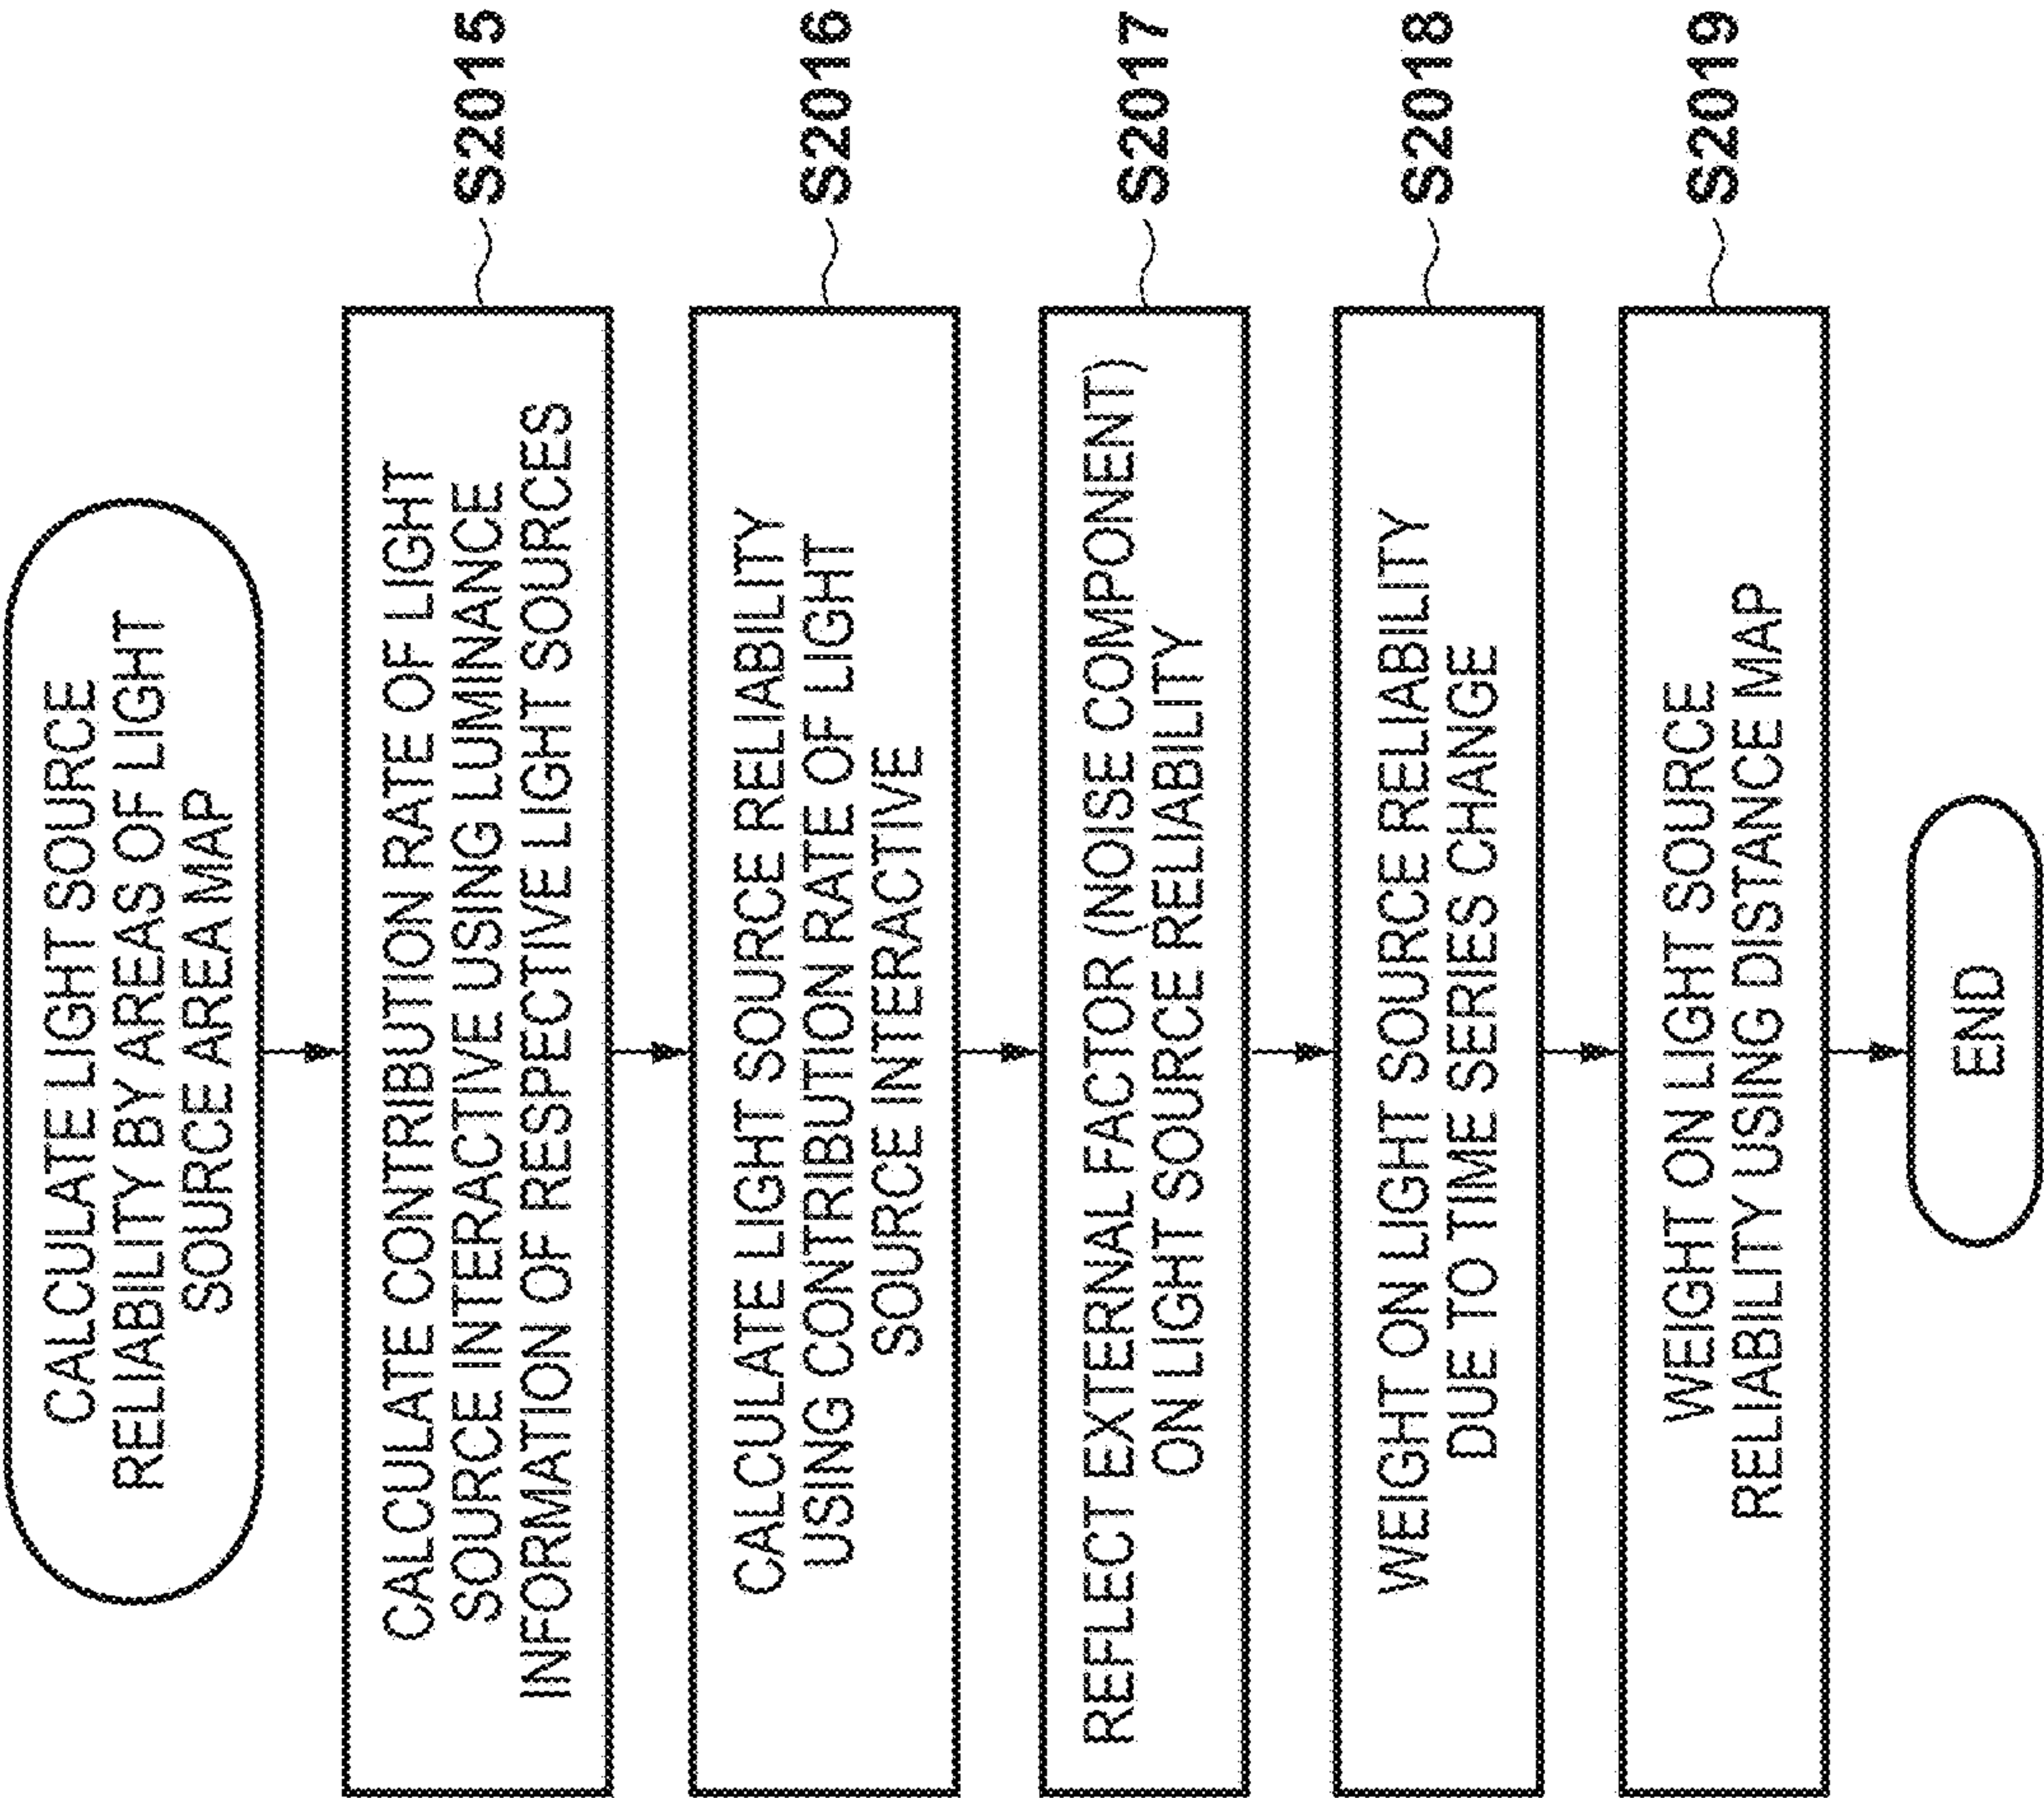 CALCULATE LIGHT SOURCE
RELIABILITY BY AREAS OF LIGHT
SOURCE AREA MAP
CALCULATE CONTRIBUTION RATE OF LIGHT
SOURCE INTERACTIVE USING LUMINANCE
INFORMATION OF RESPECTIVE LIGHT SOURCES
S2015
CALCULATE LIGHT SOURCE RELIABILITY
USING CONTRIBUTION RATE OF LIGHT
SOURCE INTERACTIVE
S2016
REFLECT EXTERNAL FACTOR (NOISE COMPONENT)
ON LIGHT SOURCE RELIABILITY
S2017
WEIGHT ON LIGHT SOURCE RELIABILITY
DUE TO TIME SERIES CHANGE
S2018
WEIGHT ON LIGHT SOURCE
RELIABILITY USING DISTANCE MAP
S2019
END